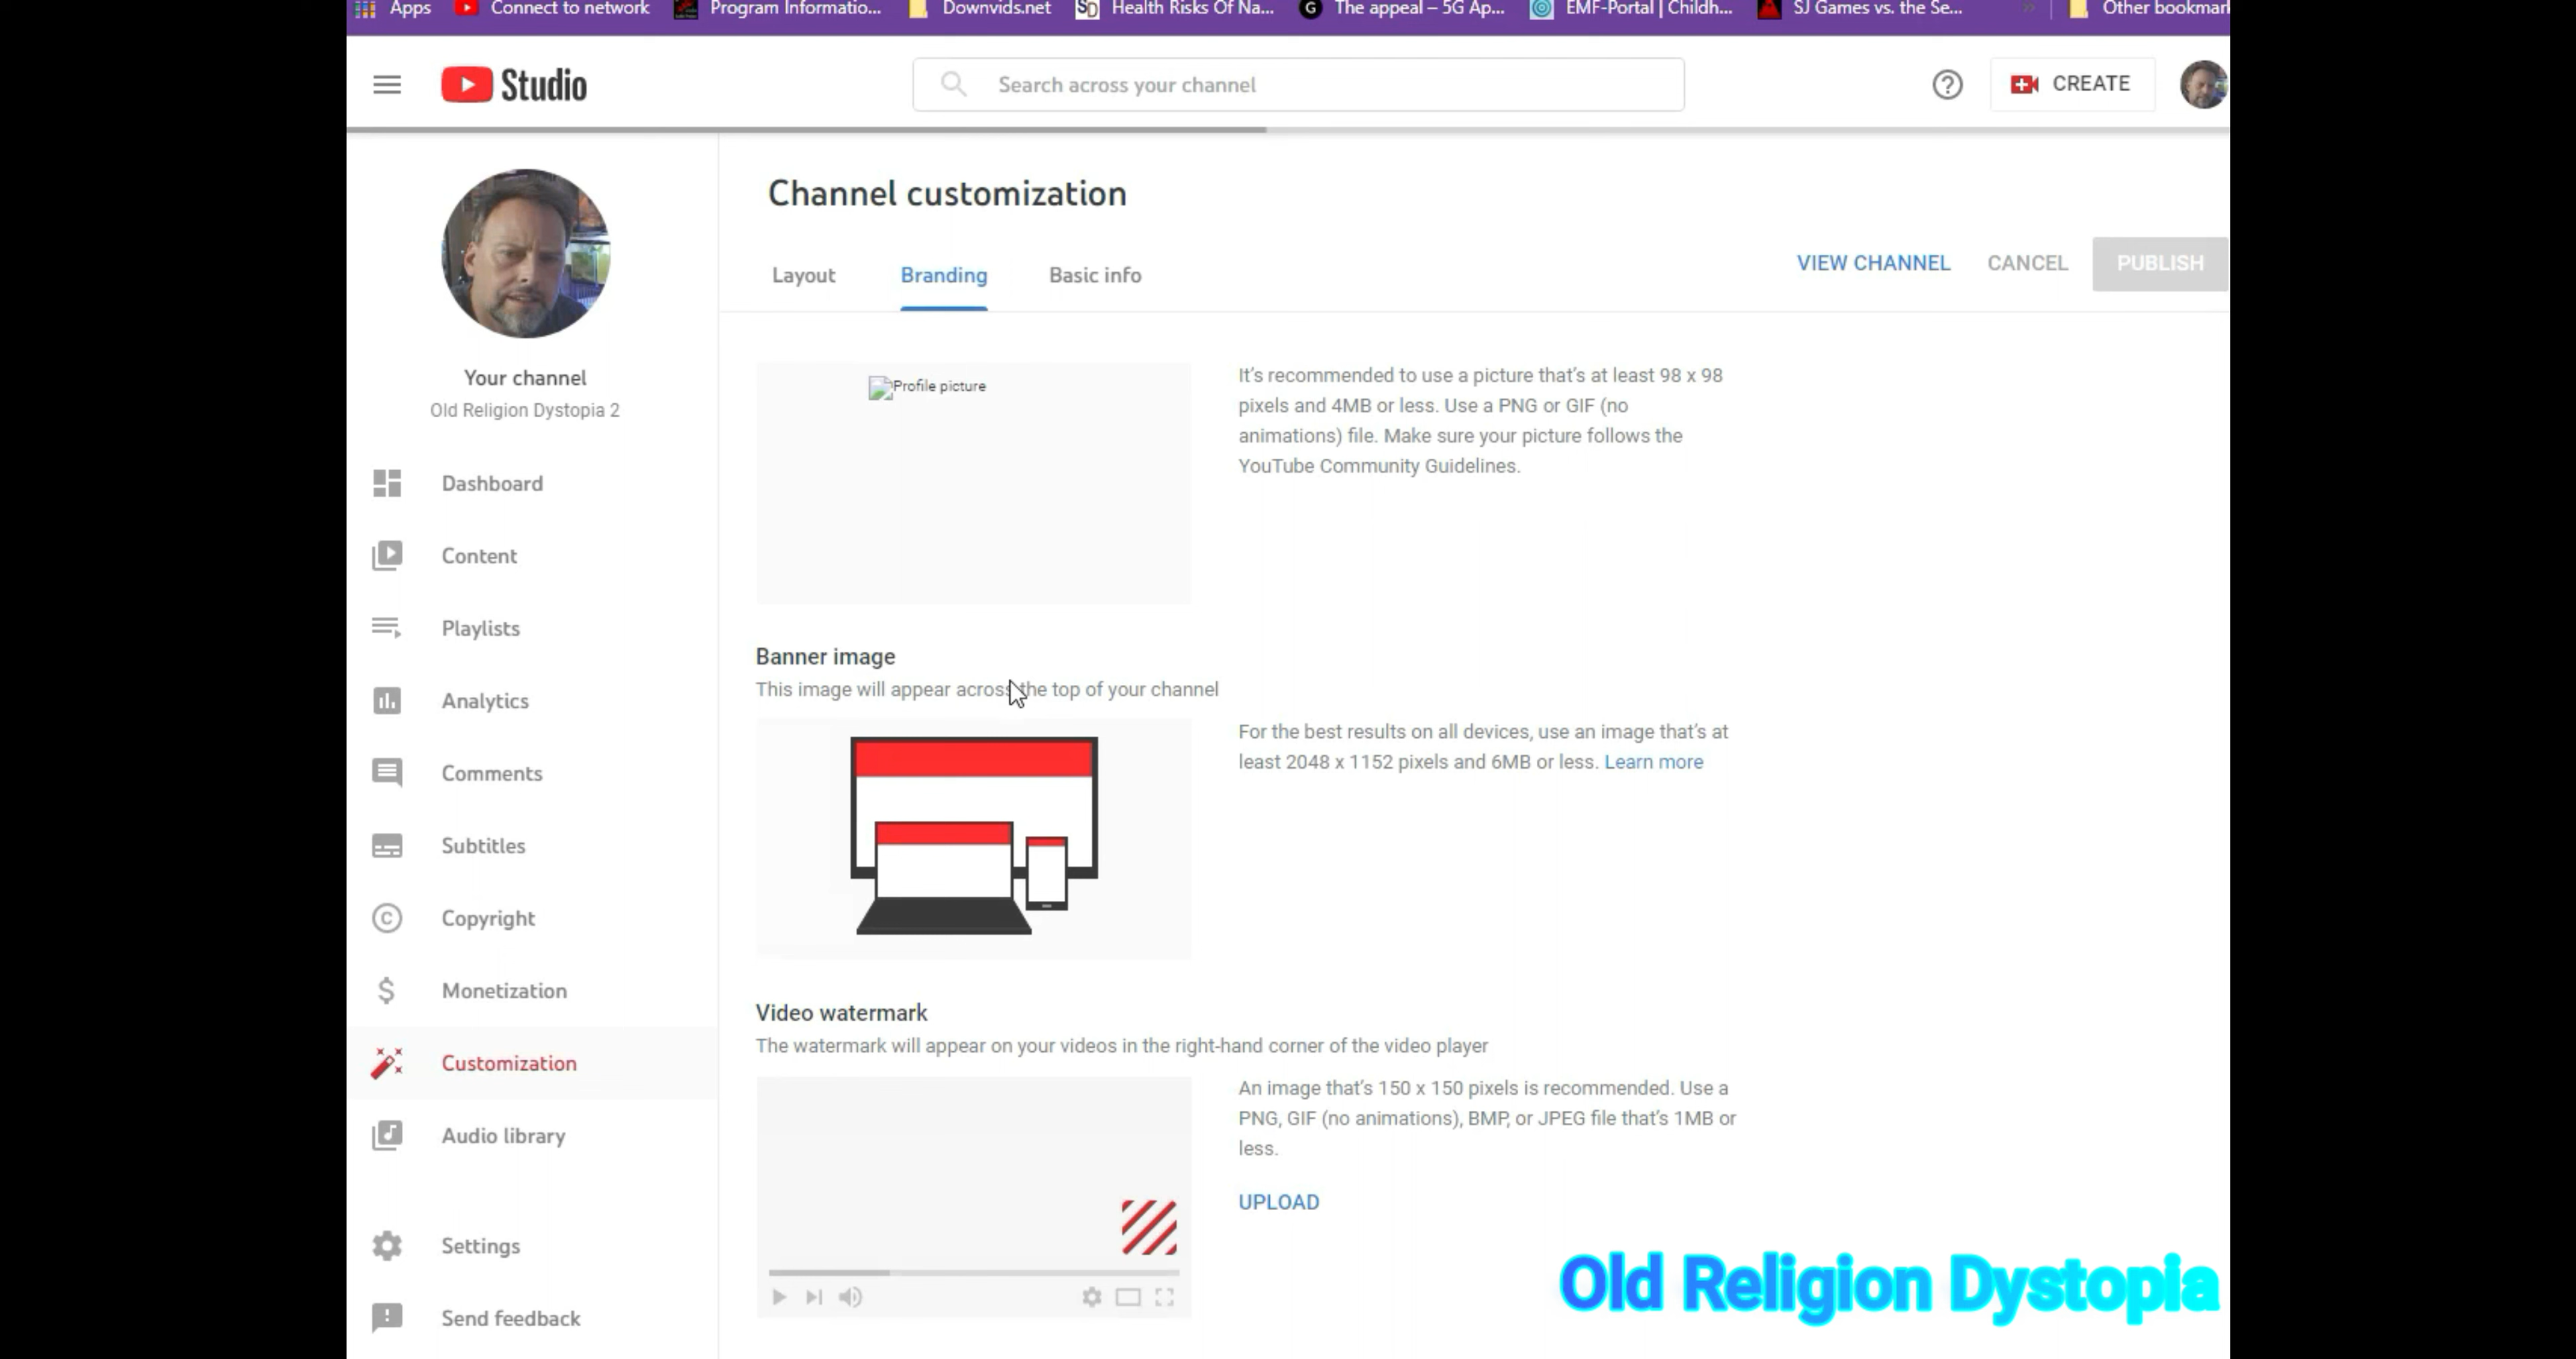 Apps Connect to network Program Informatio... Downvids.net SD Health Risks Of Na... G The appeal – 5G Ap... EMF-Portal | Childh... SJ Games vs. the Se... » Other bookmark
Studio Search across your channel CREATE
Channel customization
Layout Branding Basic info VIEW CHANNEL CANCEL PUBLISH
Your channel
Old Religion Dystopia 2
Dashboard
Content
Playlists
Analytics
Comments
Subtitles
Copyright
Monetization
Customization
Audio library
Settings
Send feedback
Profile picture
It's recommended to use a picture that's at least 98 x 98
pixels and 4MB or less. Use a PNG or GIF (no
animations) file. Make sure your picture follows the
YouTube Community Guidelines.
Banner image
This image will appear across the top of your channel
For the best results on all devices, use an image that's at
least 2048 x 1152 pixels and 6MB or less. Learn more
Video watermark
The watermark will appear on your videos in the right-hand corner of the video player
An image that's 150 x 150 pixels is recommended. Use a
PNG, GIF (no animations), BMP, or JPEG file that's 1MB or
less.
UPLOAD
Old Religion Dystopia